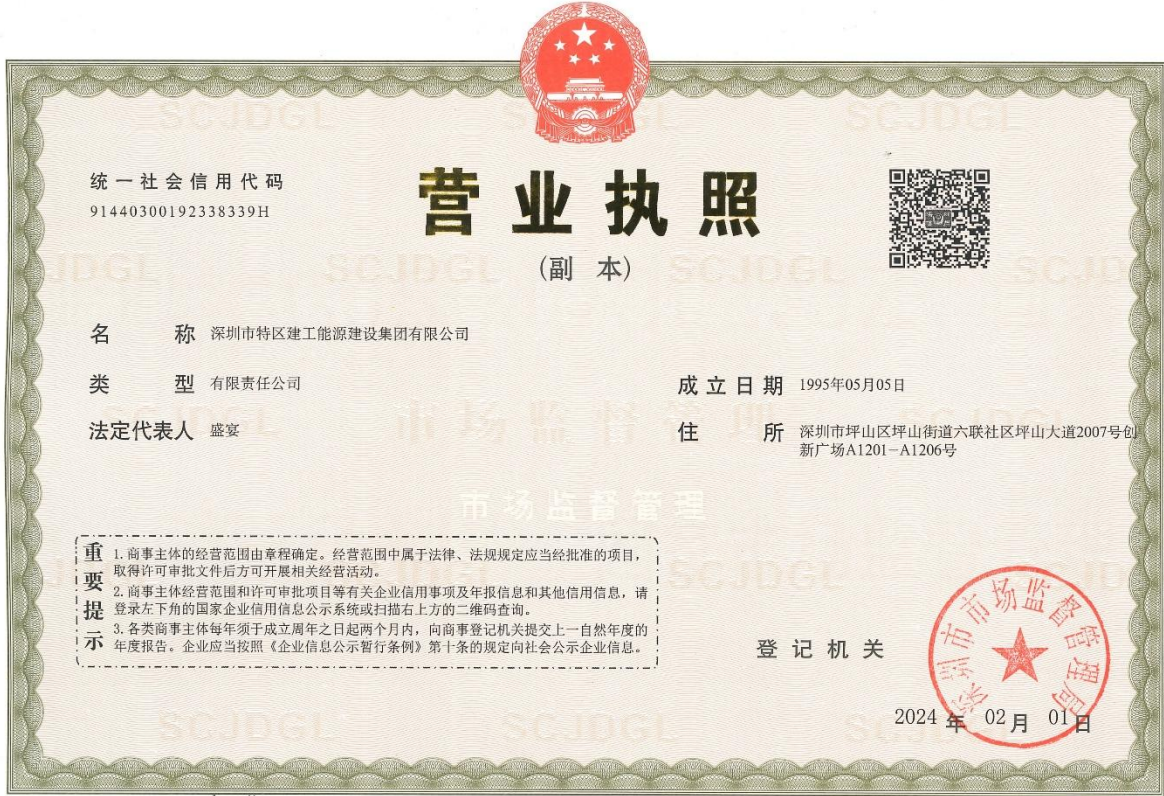 统一社会信用代码
91440300192338339H
营业执照
(副 本)
名 称 深圳市特区建工能源建设集团有限公司
类 型 有限责任公司
成立日期 1995年05月05日
法定代表人 盛宴
住 所 深圳市坪山区坪山街道六联社区坪山大道2007号创
新广场A1201-A1206号
市场监督管理
市场监督管理
重要提示
1. 商事主体的经营范围由章程确定。经营范围中属于法律、法规规定应当经批准的项目,
取得许可审批文件后方可开展相关经营活动。
2. 商事主体经营范围和许可审批项目等有关企业信用事项及年报信息和其他信用信息,请
登录左下角的国家企业信用信息公示系统或扫描右上方的二维码查询。
3. 各类商事主体每年须于成立周年之日起两个月内,向商事登记机关提交上一自然年度的
年度报告。企业应当按照《企业信息公示暂行条例》第十条的规定向社会公示企业信息。
登记机关
深圳市市场监督管理局
2024 年 02 月 01 日
SCJDGL